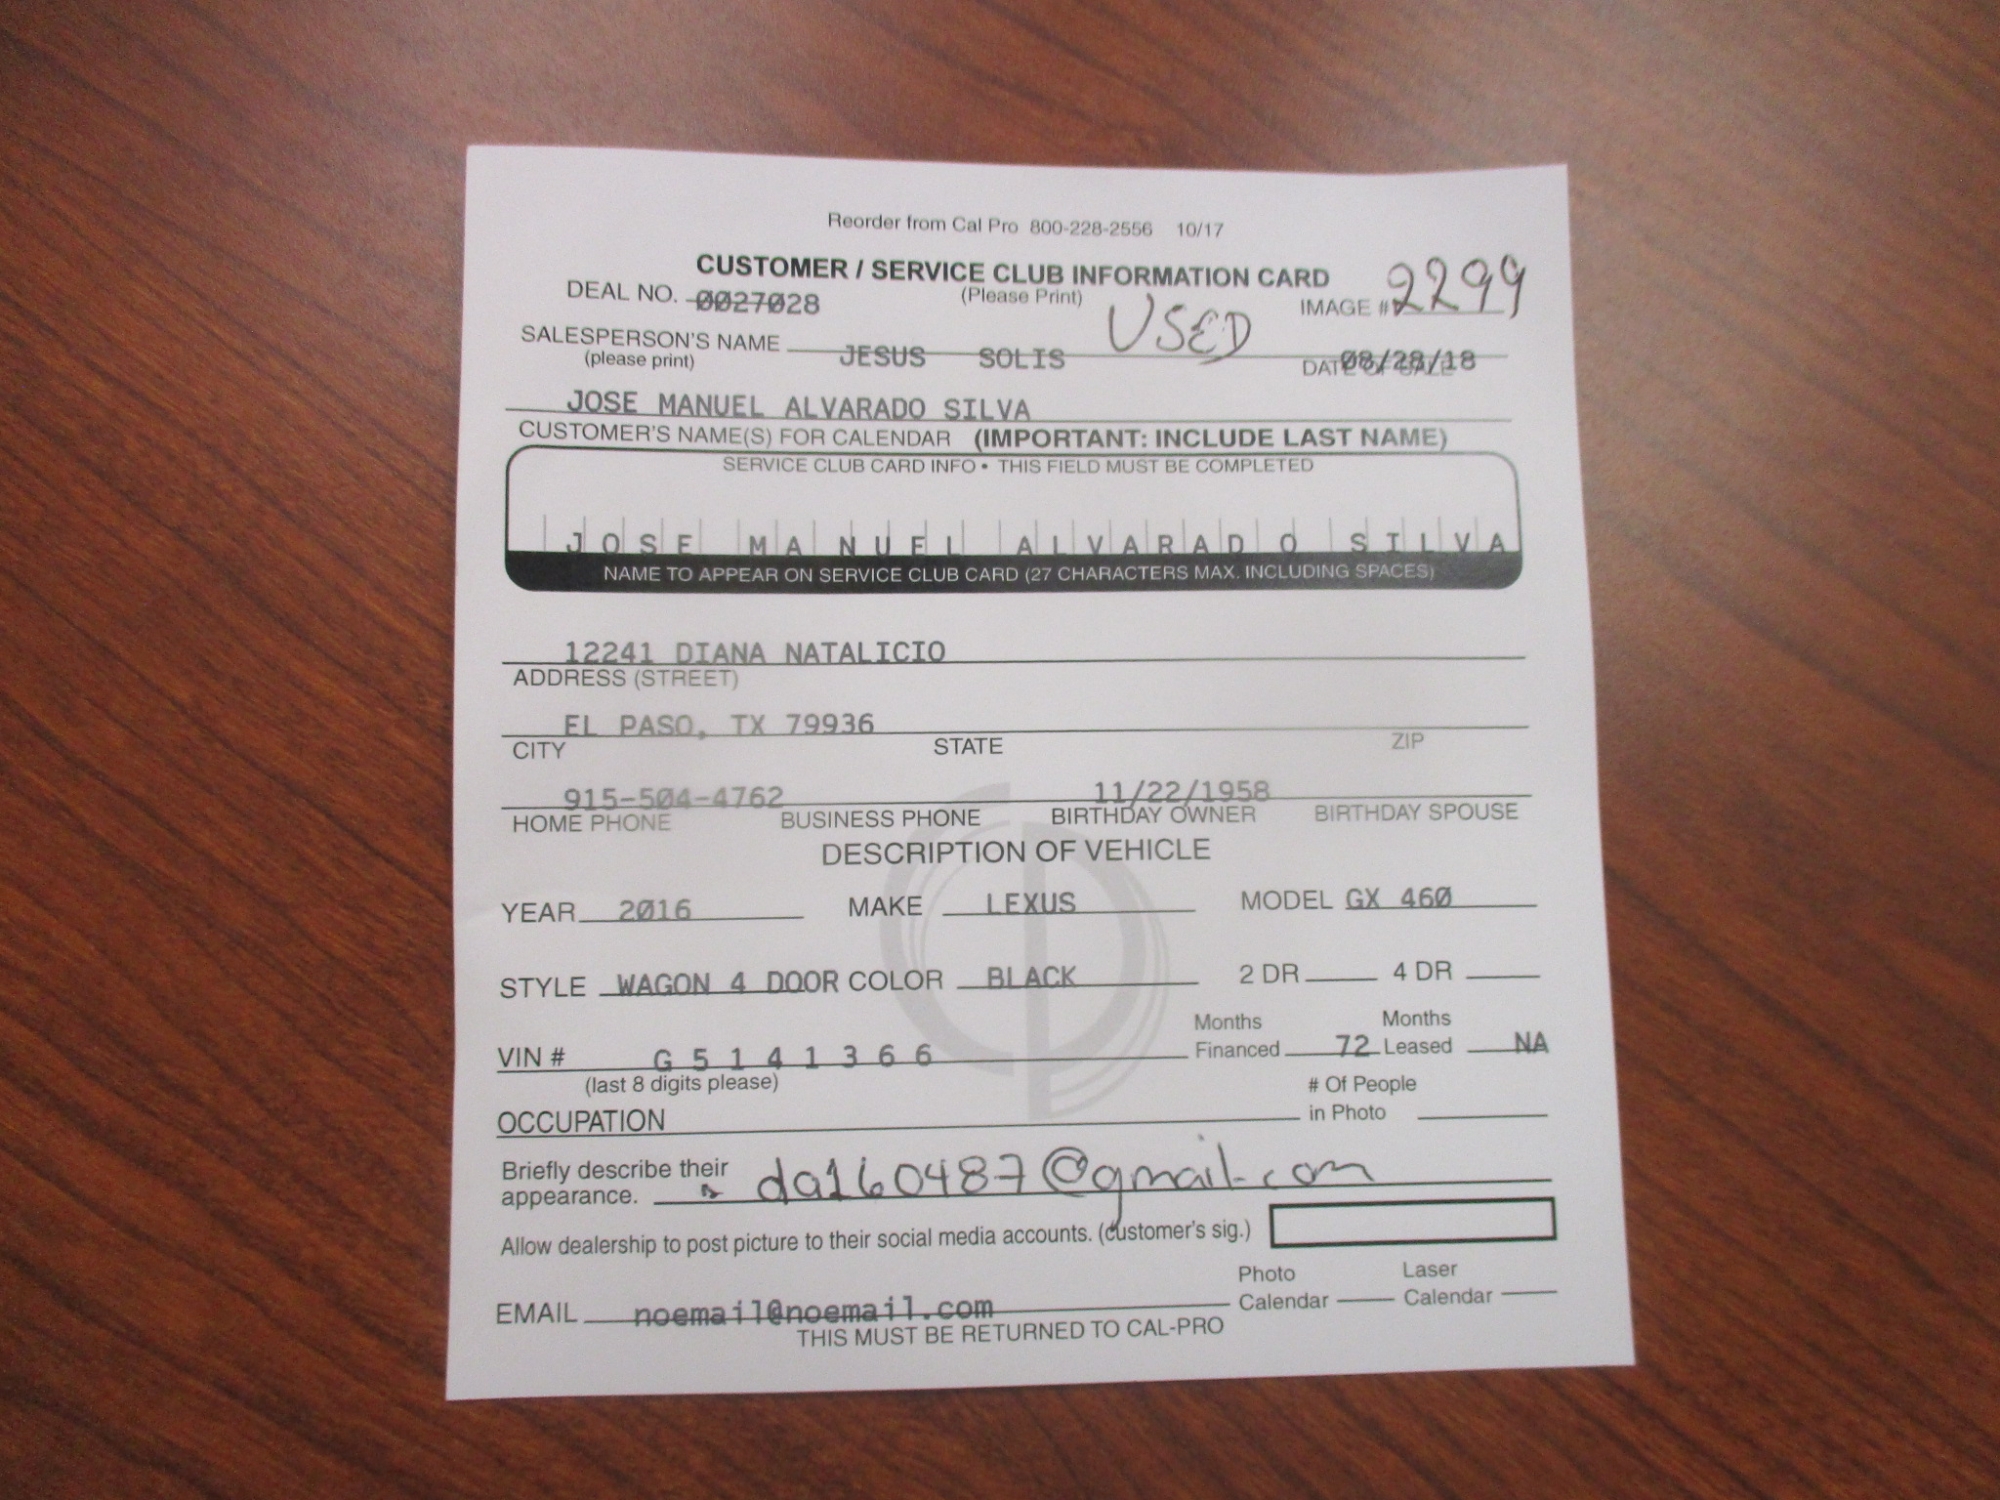 Reorder from Cal Pro 800-228-2556 10/17
CUSTOMER / SERVICE CLUB INFORMATION CARD
DEAL NO. 0027028 (Please Print) IMAGE # 2299
USED
SALESPERSON'S NAME JESUS SOLIS DATE OF SALE 08/28/18
(please print)
JOSE MANUEL ALVARADO SILVA
CUSTOMER'S NAME(S) FOR CALENDAR (IMPORTANT: INCLUDE LAST NAME)
SERVICE CLUB CARD INFO • THIS FIELD MUST BE COMPLETED
JOSE MANUEL ALVARADO SILVA
NAME TO APPEAR ON SERVICE CLUB CARD (27 CHARACTERS MAX. INCLUDING SPACES)
12241 DIANA NATALICIO
ADDRESS (STREET)
EL PASO, TX 79936
CITY STATE ZIP
915-504-4762 11/22/1958
HOME PHONE BUSINESS PHONE BIRTHDAY OWNER BIRTHDAY SPOUSE
DESCRIPTION OF VEHICLE
YEAR 2016 MAKE LEXUS MODEL GX 460
STYLE WAGON 4 DOOR COLOR BLACK 2 DR 4 DR
Months Months
VIN # G5141366 Financed 72 Leased NA
(last 8 digits please) # Of People
OCCUPATION in Photo
Briefly describe their
appearance. da160487@gmail.com
Allow dealership to post picture to their social media accounts. (customer's sig.)
Photo Laser
EMAIL noemail@noemail.com Calendar Calendar
THIS MUST BE RETURNED TO CAL-PRO